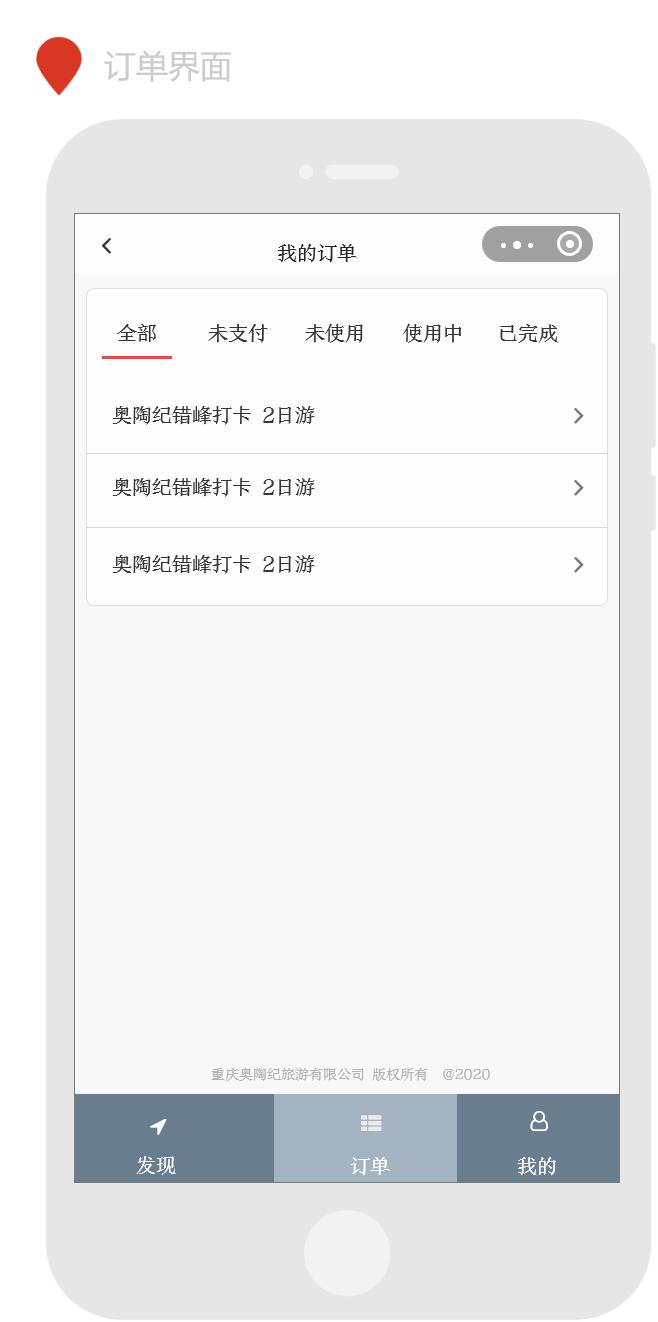 订单界面
我的订单
全部 未支付 未使用 使用中 已完成
奥陶纪错峰打卡 2日游
奥陶纪错峰打卡 2日游
奥陶纪错峰打卡 2日游
重庆奥陶纪旅游有限公司 版权所有 @2020
发现 订单 我的